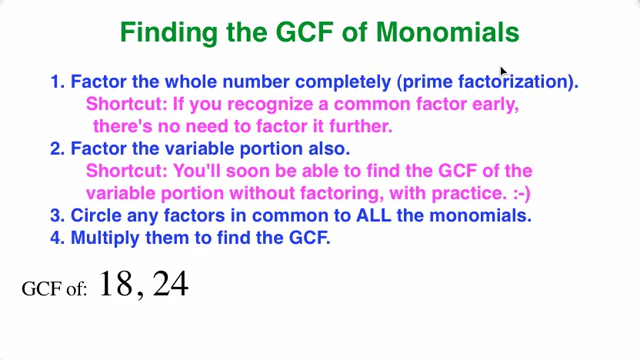 Finding the GCF of Monomials
1. Factor the whole number completely (prime factorization).
Shortcut: If you recognize a common factor early,
there's no need to factor it further.
2. Factor the variable portion also.
Shortcut: You'll soon be able to find the GCF of the
variable portion without factoring, with practice. :-)
3. Circle any factors in common to ALL the monomials.
4. Multiply them to find the GCF.
GCF of: 18, 24